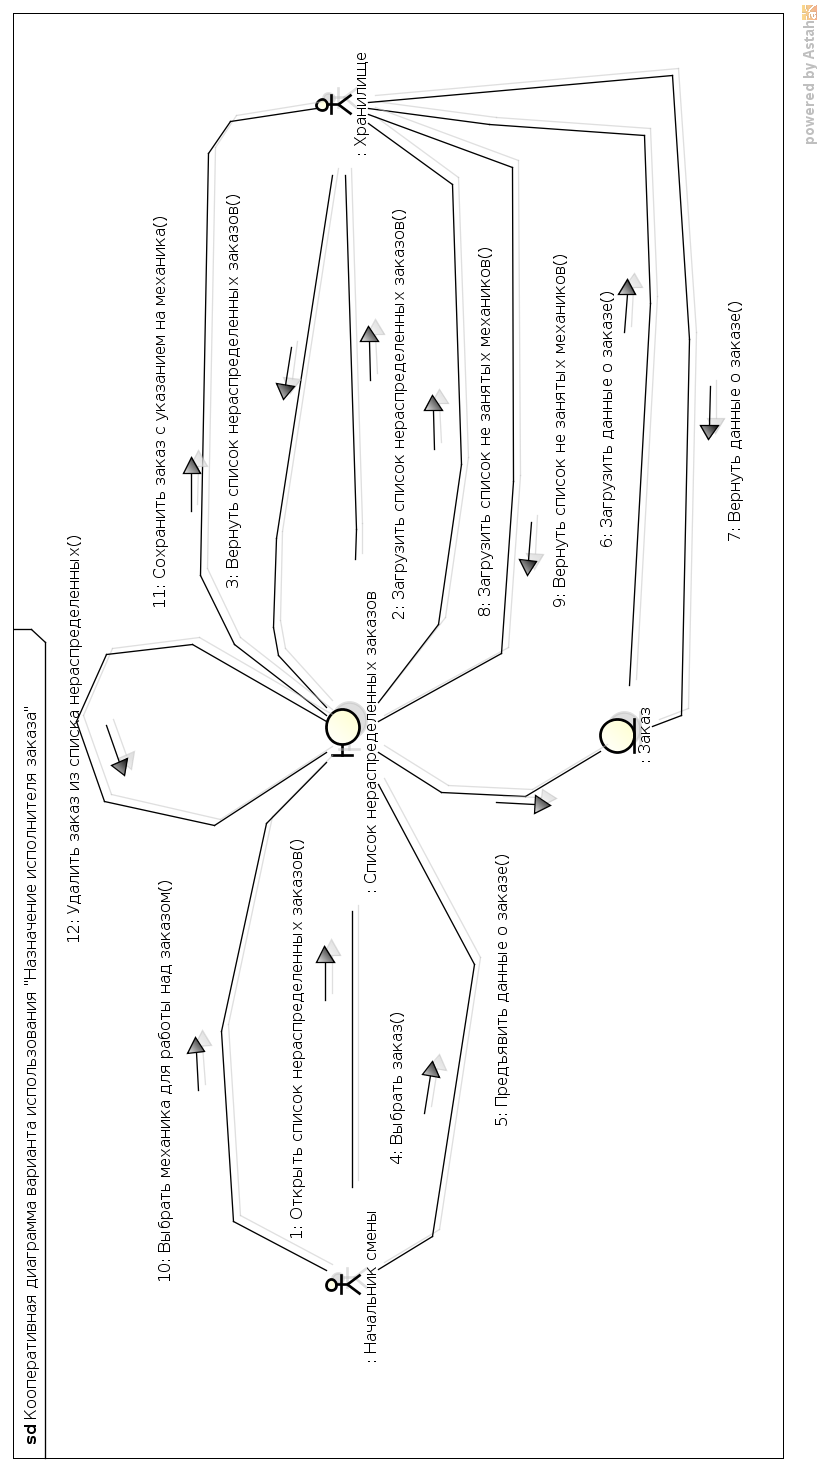 sd Кооперативная диаграмма варианта использования "Назначение исполнителя заказа"
12: Удалить заказ из списка нераспределенных()
11: Сохранить заказ с указанием на механика()
10: Выбрать механика для работы над заказом()
3: Вернуть список нераспределенных заказов()
1: Открыть список нераспределенных заказов()
: Хранилище
: Список нераспределенных заказов
: Начальник смены
2: Загрузить список нераспределенных заказов()
4: Выбрать заказ()
8: Загрузить список не занятых механиков()
5: Предъявить данные о заказе()
9: Вернуть список не занятых механиков()
6: Загрузить данные о заказе()
: Заказ
7: Вернуть данные о заказе()
powered by Astah